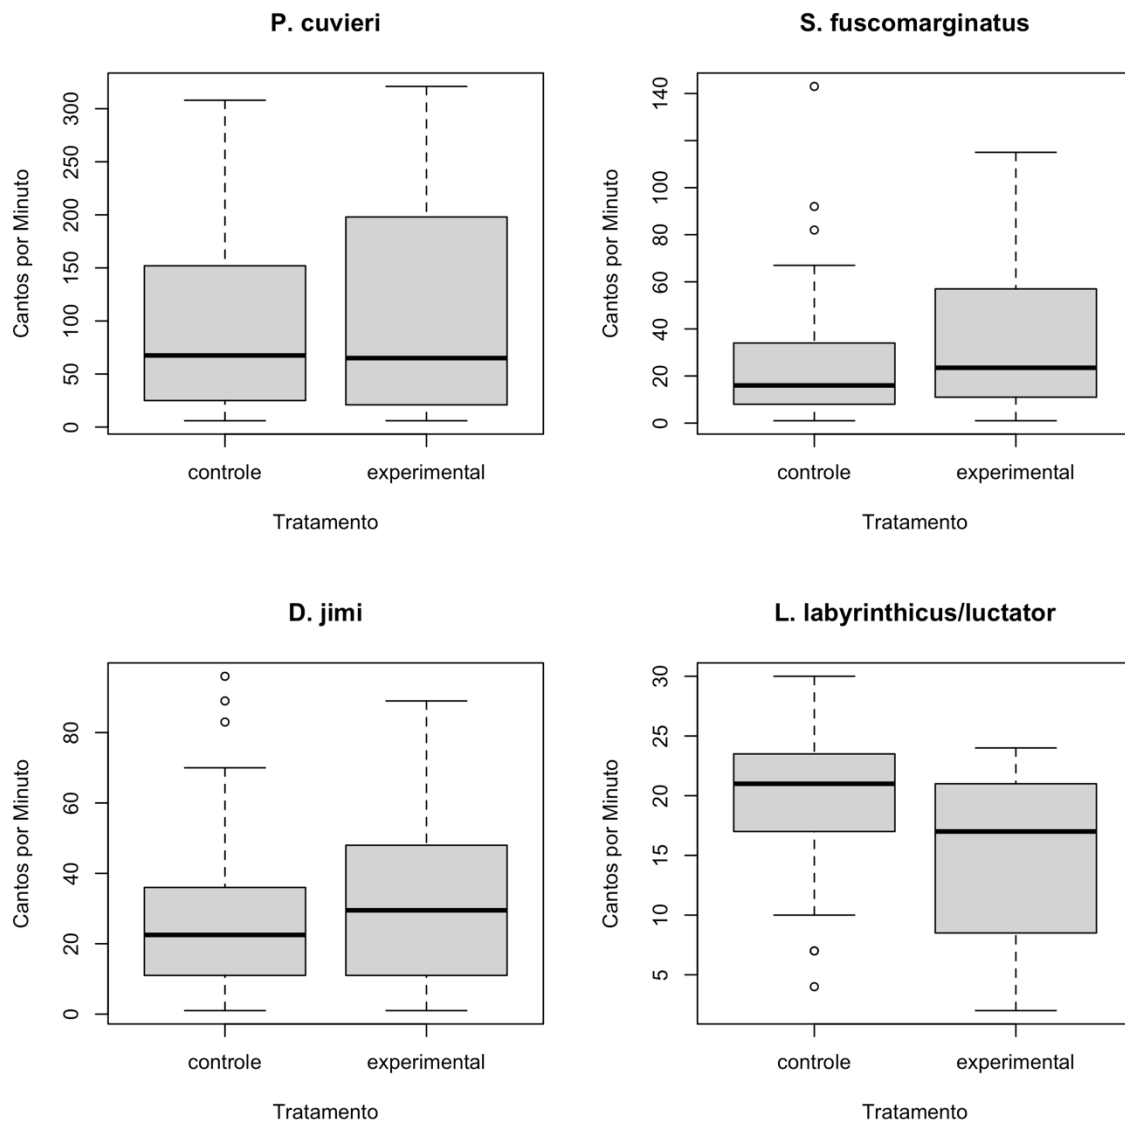 P. cuvieri
Cantos por Minuto
300
250
200
150
100
50
0
controle experimental
Tratamento
S. fuscomarginatus
Cantos por Minuto
140
100
80
60
40
20
0
controle experimental
Tratamento
D. jimi
Cantos por Minuto
80
60
40
20
0
controle experimental
Tratamento
L. labyrinthicus/luctator
Cantos por Minuto
30
25
20
15
10
5
controle experimental
Tratamento